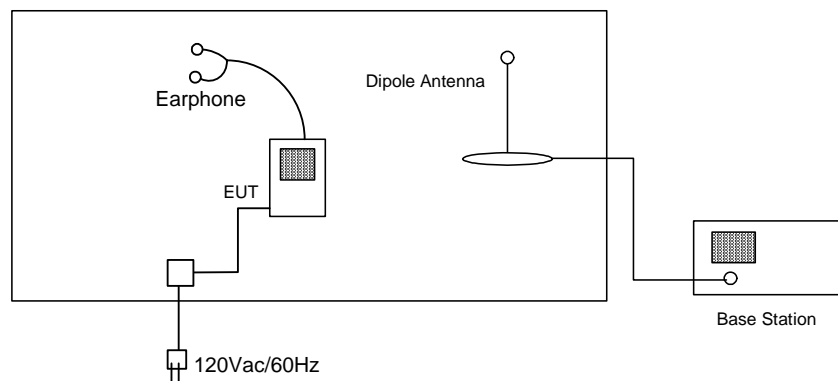 Earphone
Dipole Antenna
EUT
Base Station
120Vac/60Hz